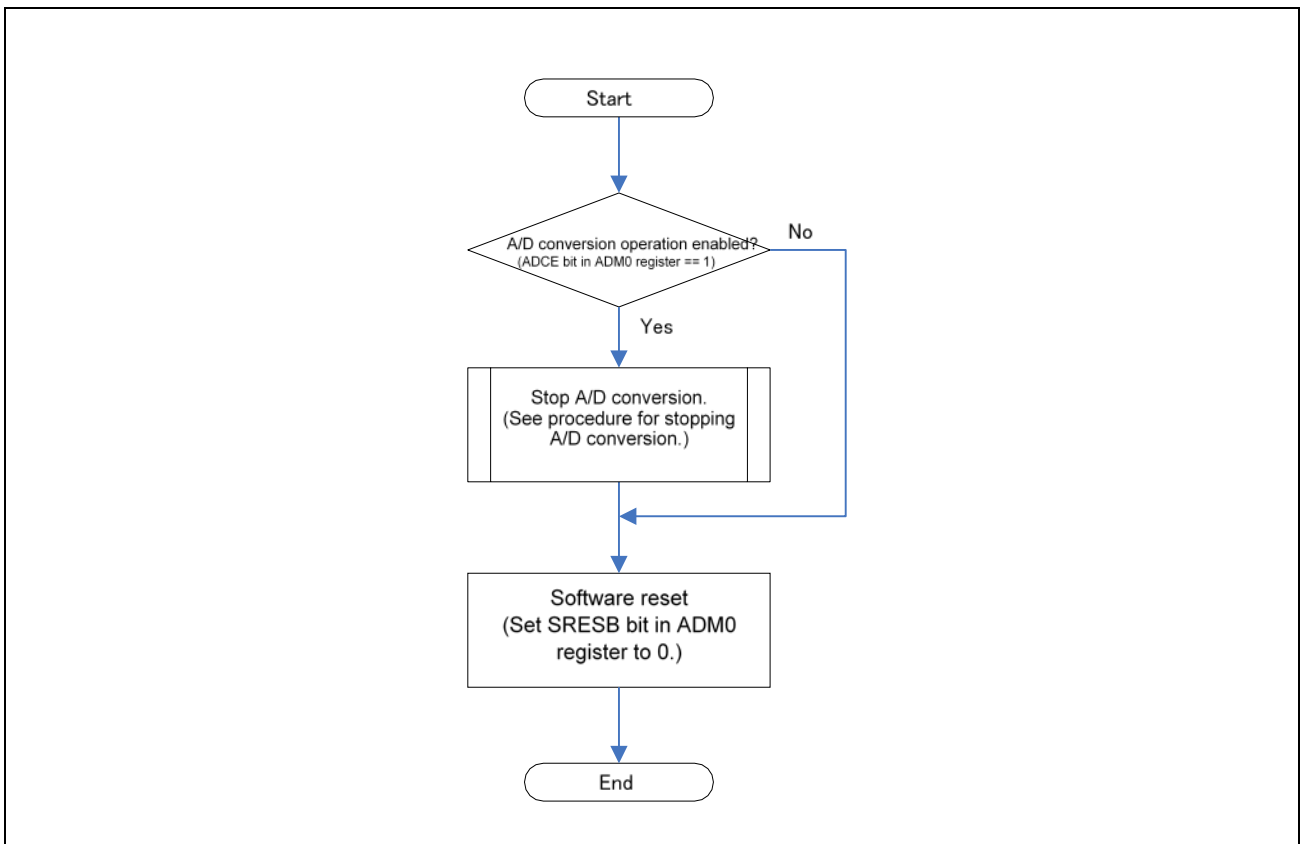 Start
A/D conversion operation enabled?
(ADCE bit in ADM0 register == 1)
No
Yes
Stop A/D conversion.
(See procedure for stopping
A/D conversion.)
Software reset
(Set SRESB bit in ADM0
register to 0.)
End